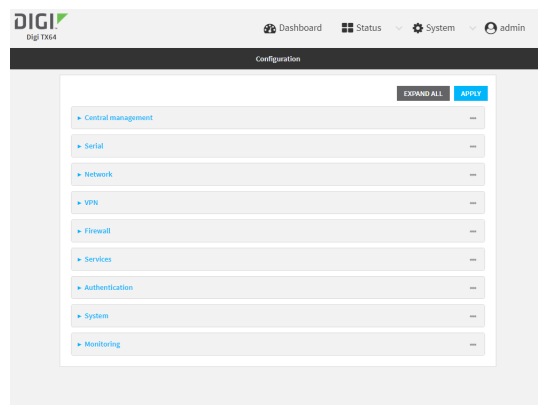 DIGI
Digi TX64
Dashboard Status System admin
Configuration
EXPAND ALL APPLY
Central management
Serial
Network
VPN
Firewall
Services
Authentication
System
Monitoring